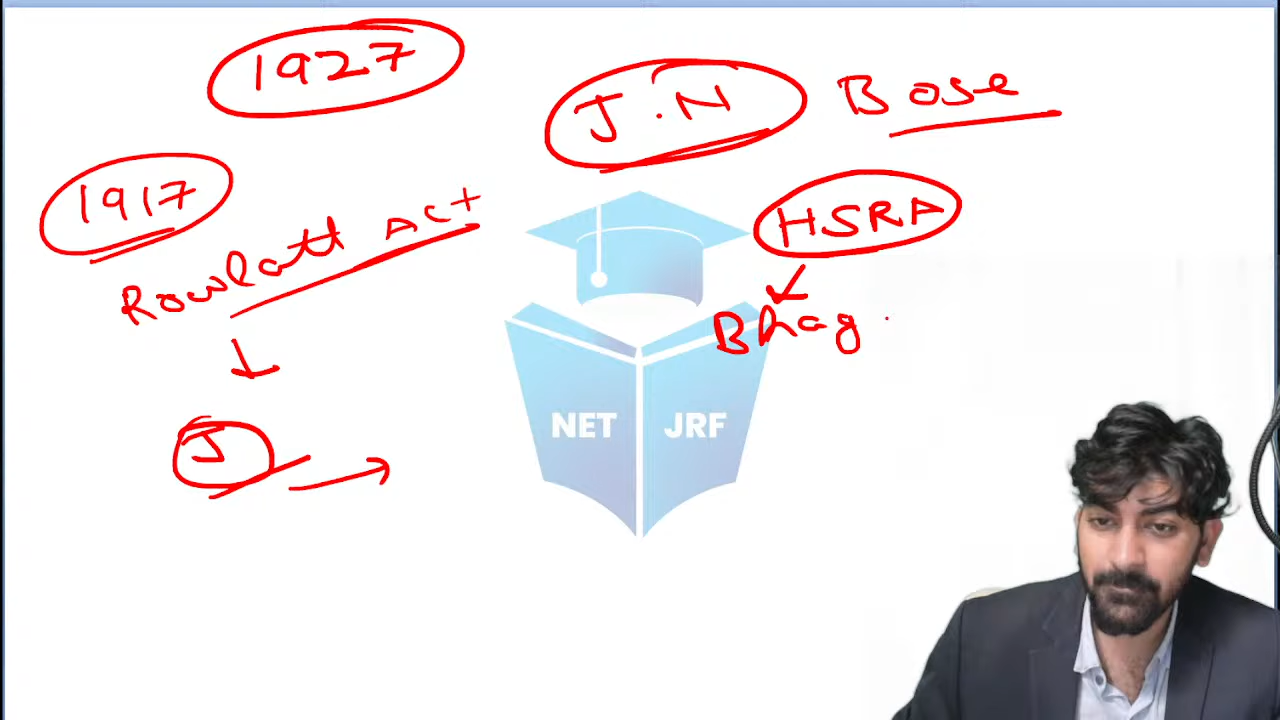 1927
J.N Bose
1917
Rowlatt Act
HSRA
Bhag
J
NET JRF